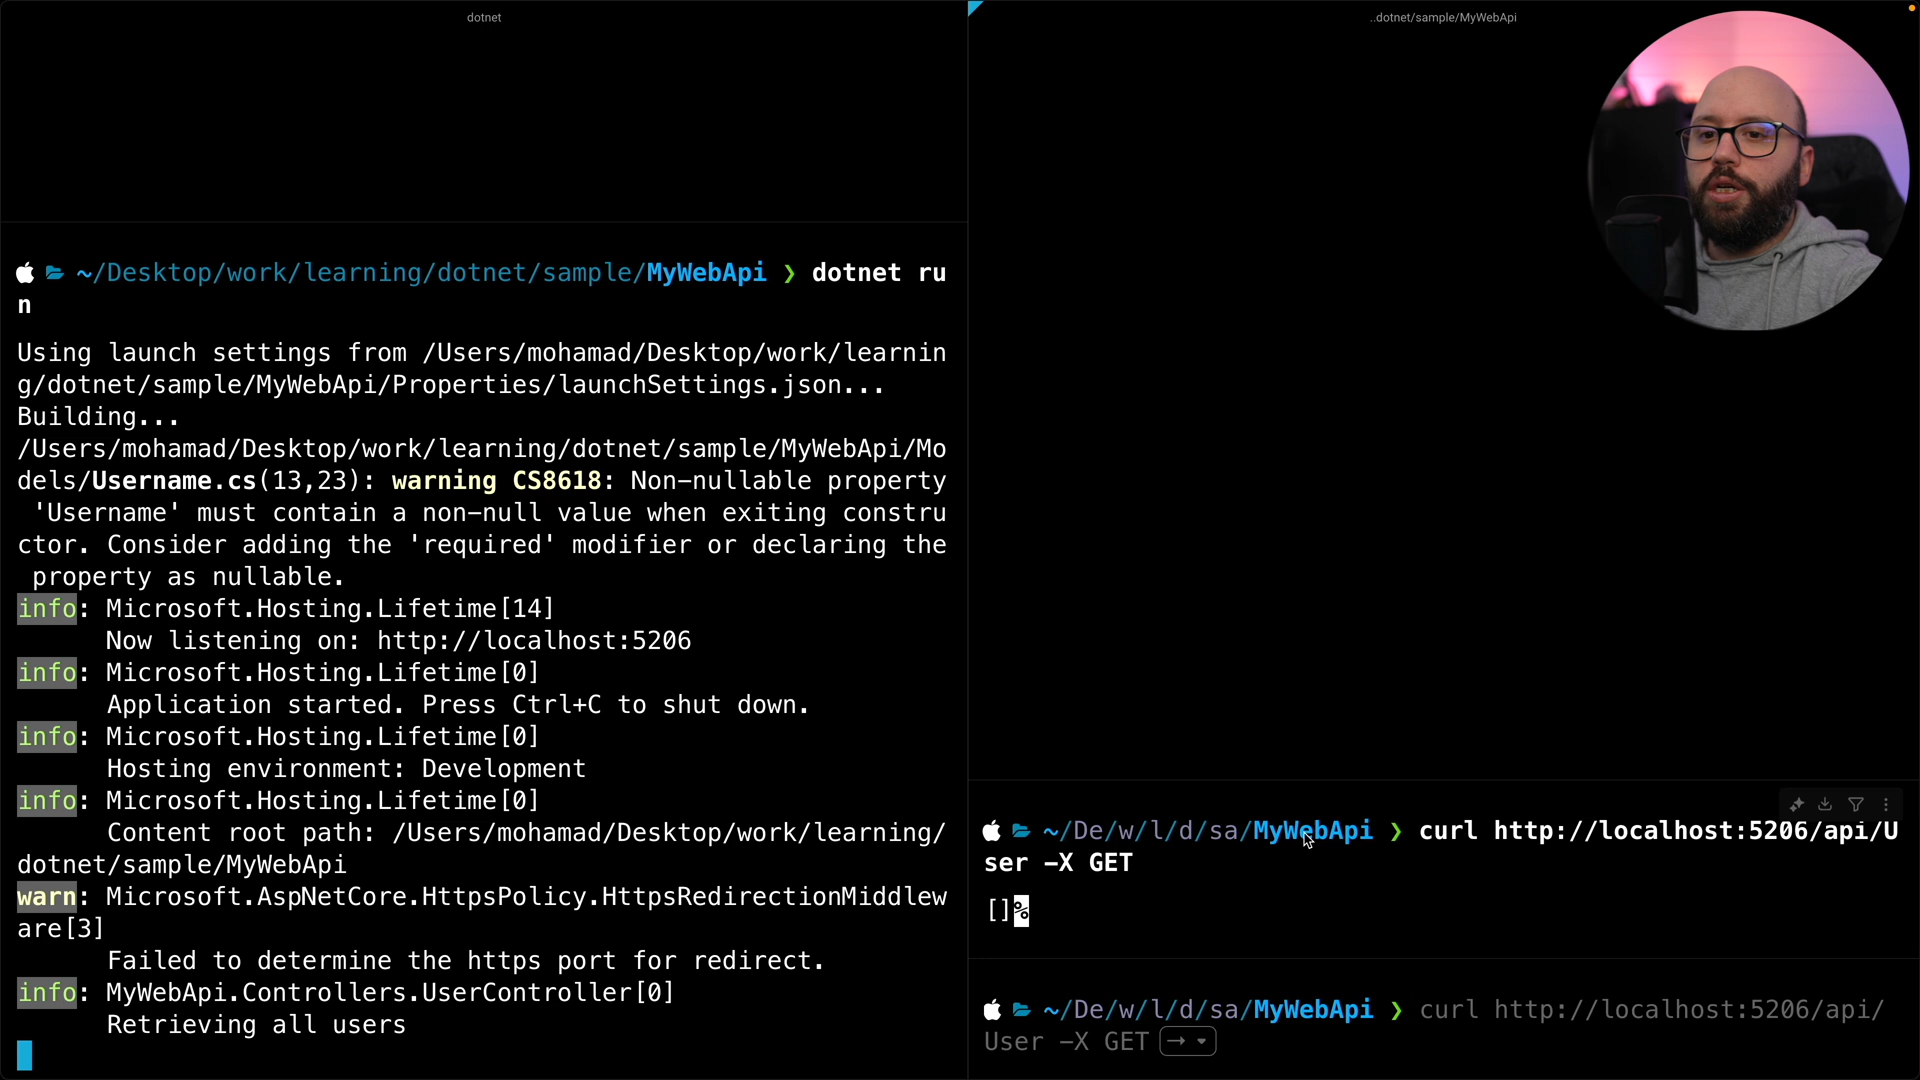 dotnet
~/Desktop/work/learning/dotnet/sample/MyWebApi ❯ dotnet ru
n
Using launch settings from /Users/mohamad/Desktop/work/learnin
g/dotnet/sample/MyWebApi/Properties/launchSettings.json...
Building...
/Users/mohamad/Desktop/work/learning/dotnet/sample/MyWebApi/Mo
dels/Username.cs(13,23): warning CS8618: Non-nullable property
'Username' must contain a non-null value when exiting constru
ctor. Consider adding the 'required' modifier or declaring the
property as nullable.
info: Microsoft.Hosting.Lifetime[14]
Now listening on: http://localhost:5206
info: Microsoft.Hosting.Lifetime[0]
Application started. Press Ctrl+C to shut down.
info: Microsoft.Hosting.Lifetime[0]
Hosting environment: Development
info: Microsoft.Hosting.Lifetime[0]
Content root path: /Users/mohamad/Desktop/work/learning/
dotnet/sample/MyWebApi
warn: Microsoft.AspNetCore.HttpsPolicy.HttpsRedirectionMiddlew
are[3]
Failed to determine the https port for redirect.
info: MyWebApi.Controllers.UserController[0]
Retrieving all users
..dotnet/sample/MyWebApi
~/De/w/l/d/sa/MyWebApi ❯ curl http://localhost:5206/api/U
ser -X GET
[]%
~/De/w/l/d/sa/MyWebApi ❯ curl http://localhost:5206/api/
User -X GET